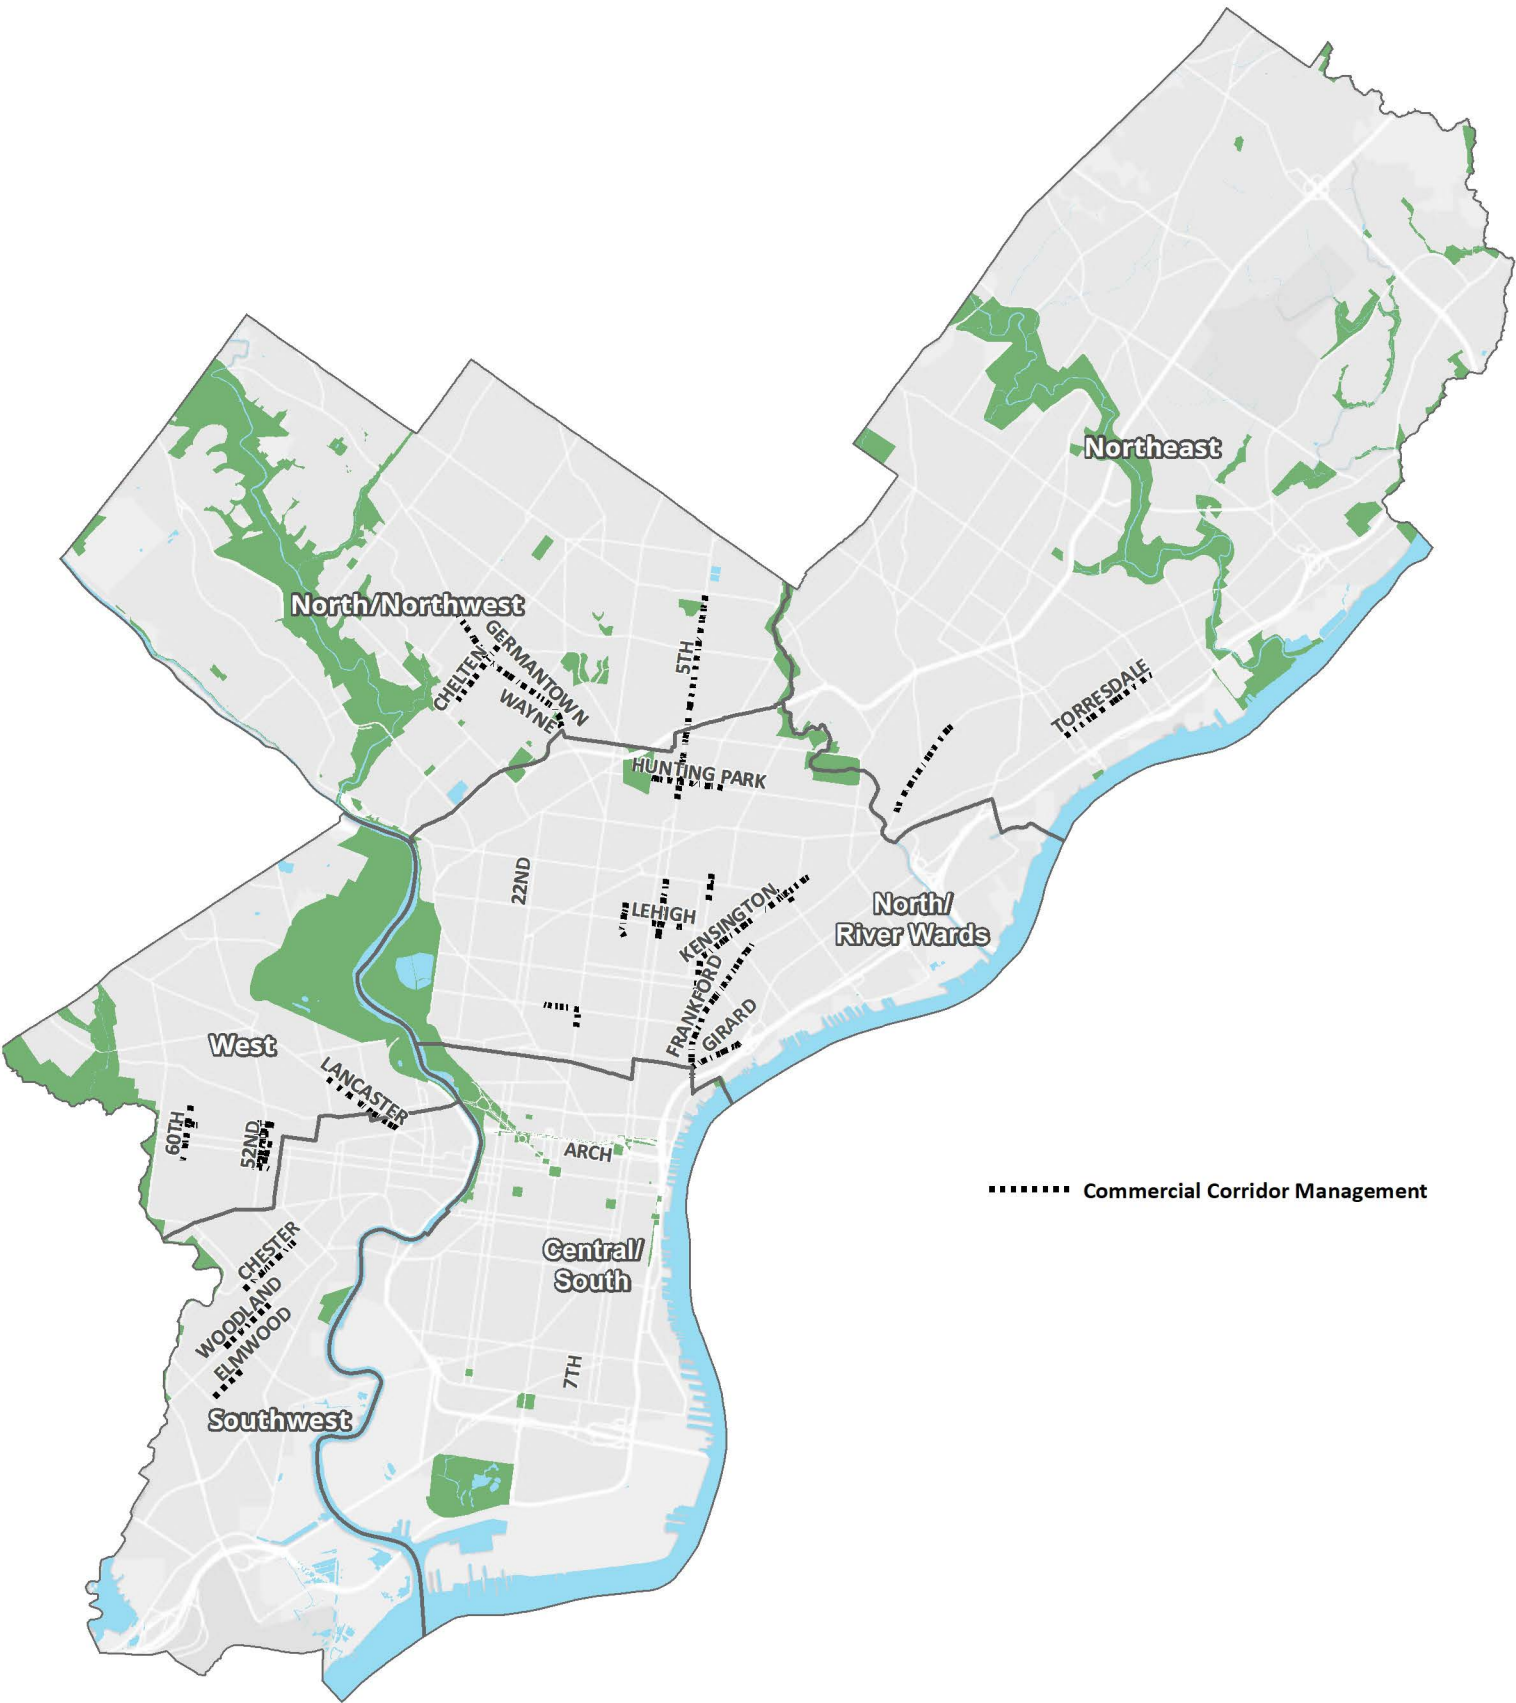 Northeast
North/Northwest
GERMANTOWN
CHELTEN
5TH
WAYNE
TORRESDALE
HUNTING PARK
22ND
LEHIGH
KENSINGTON
North/
River Wards
FRANKFORD
GIRARD
West
LANCASTER
60TH
52ND
ARCH
Commercial Corridor Management
CHESTER
Central/
South
WOODLAND
ELMWOOD
7TH
Southwest